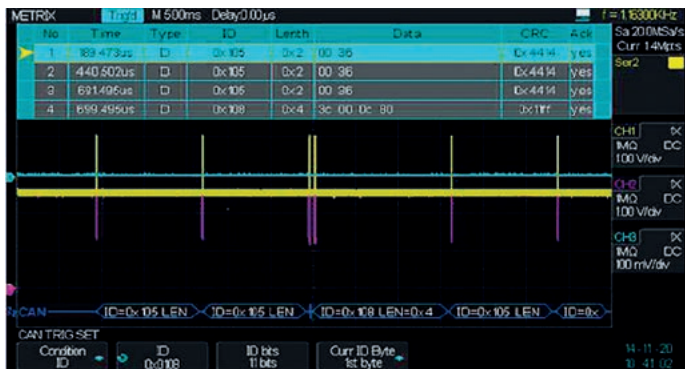 METRIX Trig'd M 500ms Delay:0.00µs f = 1.16300KHz
Sa 20.0MSa/s
Curr 14Mpts
No Time Type ID Lenth Data CRC Ack
1 189.473us D 0x105 0x2 00 36 0x4414 yes
2 440.502us D 0x105 0x2 00 36 0x4414 yes
3 691.495us D 0x105 0x2 00 36 0x4414 yes
4 699.495us D 0x108 0x4 3c 00 0c 80 yes
Ser2
CH1 1X
1MΩ DC
1.00 V/div
CH2 1X
1MΩ DC
1.00 V/div
CH3 1X
1MΩ DC
100 mV/div
CAN ID=0x105 LEN ID=0x105 LEN ID=0x108 LEN=0x4 ID=0x105 LEN ID=0x
CAN TRIG SET
Condition ID ID bits Curr ID Byte
ID 0x0108 11 bits 1st byte
14-11-20
18:41:02